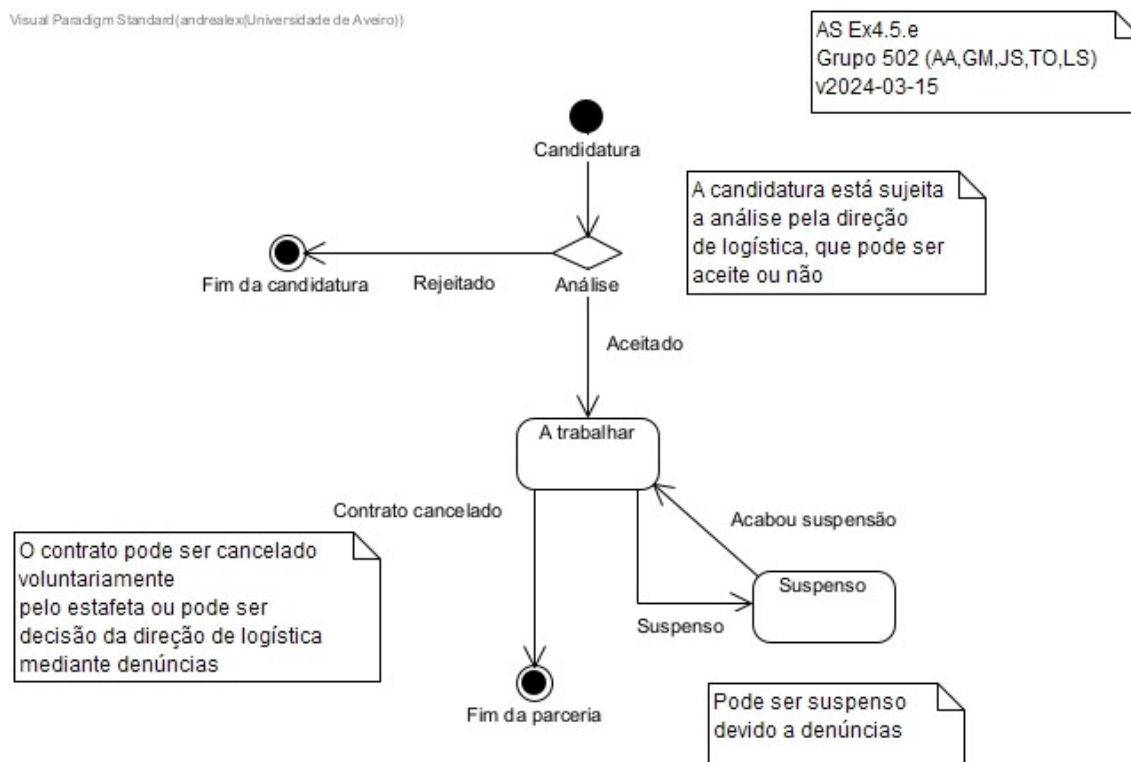 Visual Paradigm Standard(andrealex(Universidade de Aveiro))
AS Ex4.5.e
Grupo 502 (AA,GM,JS,TO,LS)
v2024-03-15
Candidatura
A candidatura está sujeita
a análise pela direção
de logística, que pode ser
aceite ou não
Fim da candidatura
Rejeitado
Análise
Aceitado
A trabalhar
Contrato cancelado
Acabou suspensão
O contrato pode ser cancelado
voluntariamente
pelo estafeta ou pode ser
decisão da direção de logística
mediante denúncias
Suspenso
Suspenso
Fim da parceria
Pode ser suspenso
devido a denúncias